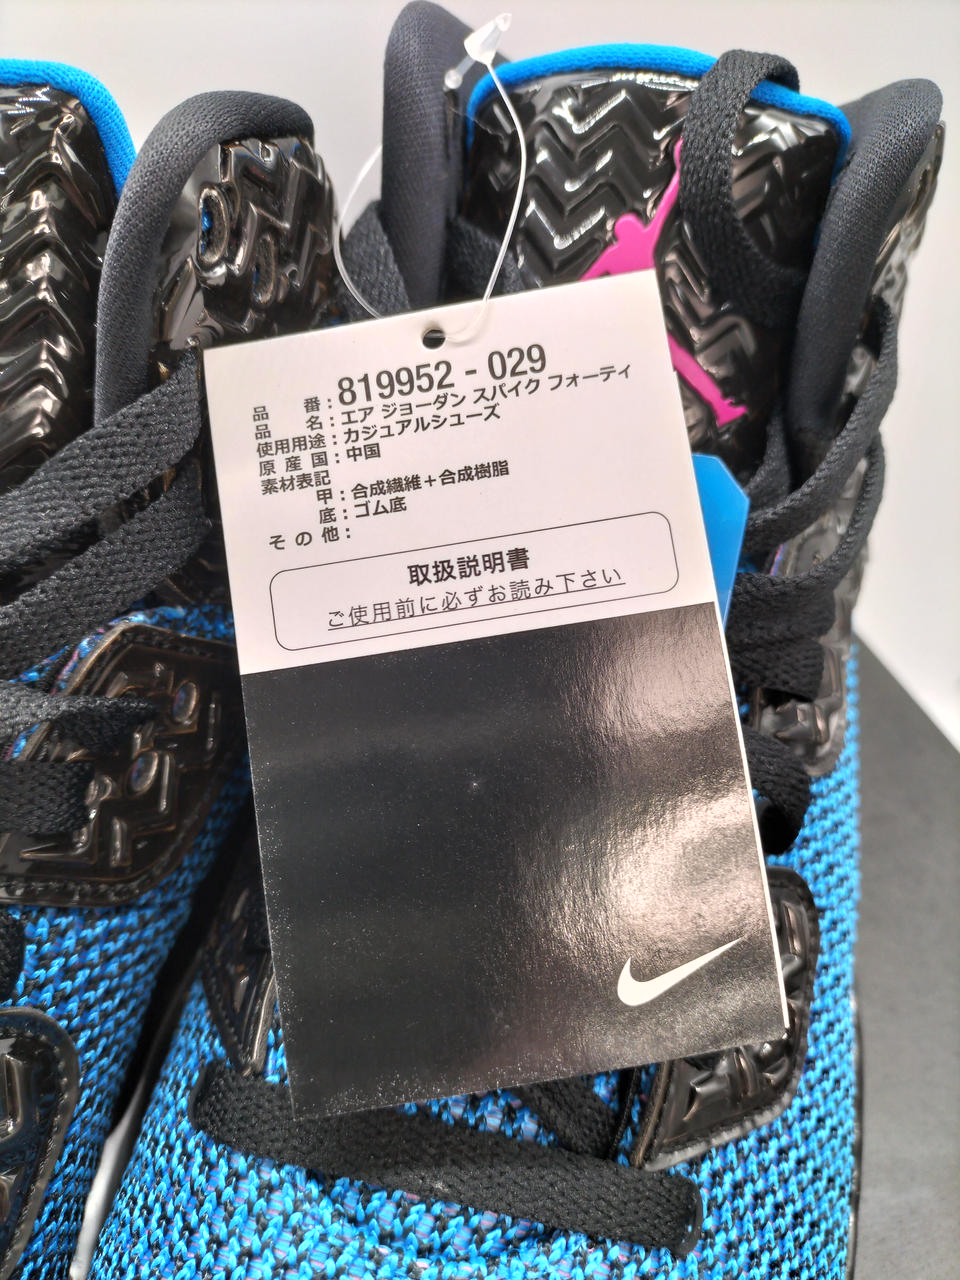 品 番：819952 - 029
品 名：エア ジョーダン スパイク フォーティ
使用用途：カジュアルシューズ
原 産 国：中国
素材表記
甲：合成繊維＋合成樹脂
底：ゴム底
そ の 他：
取扱説明書
ご使用前に必ずお読み下さい